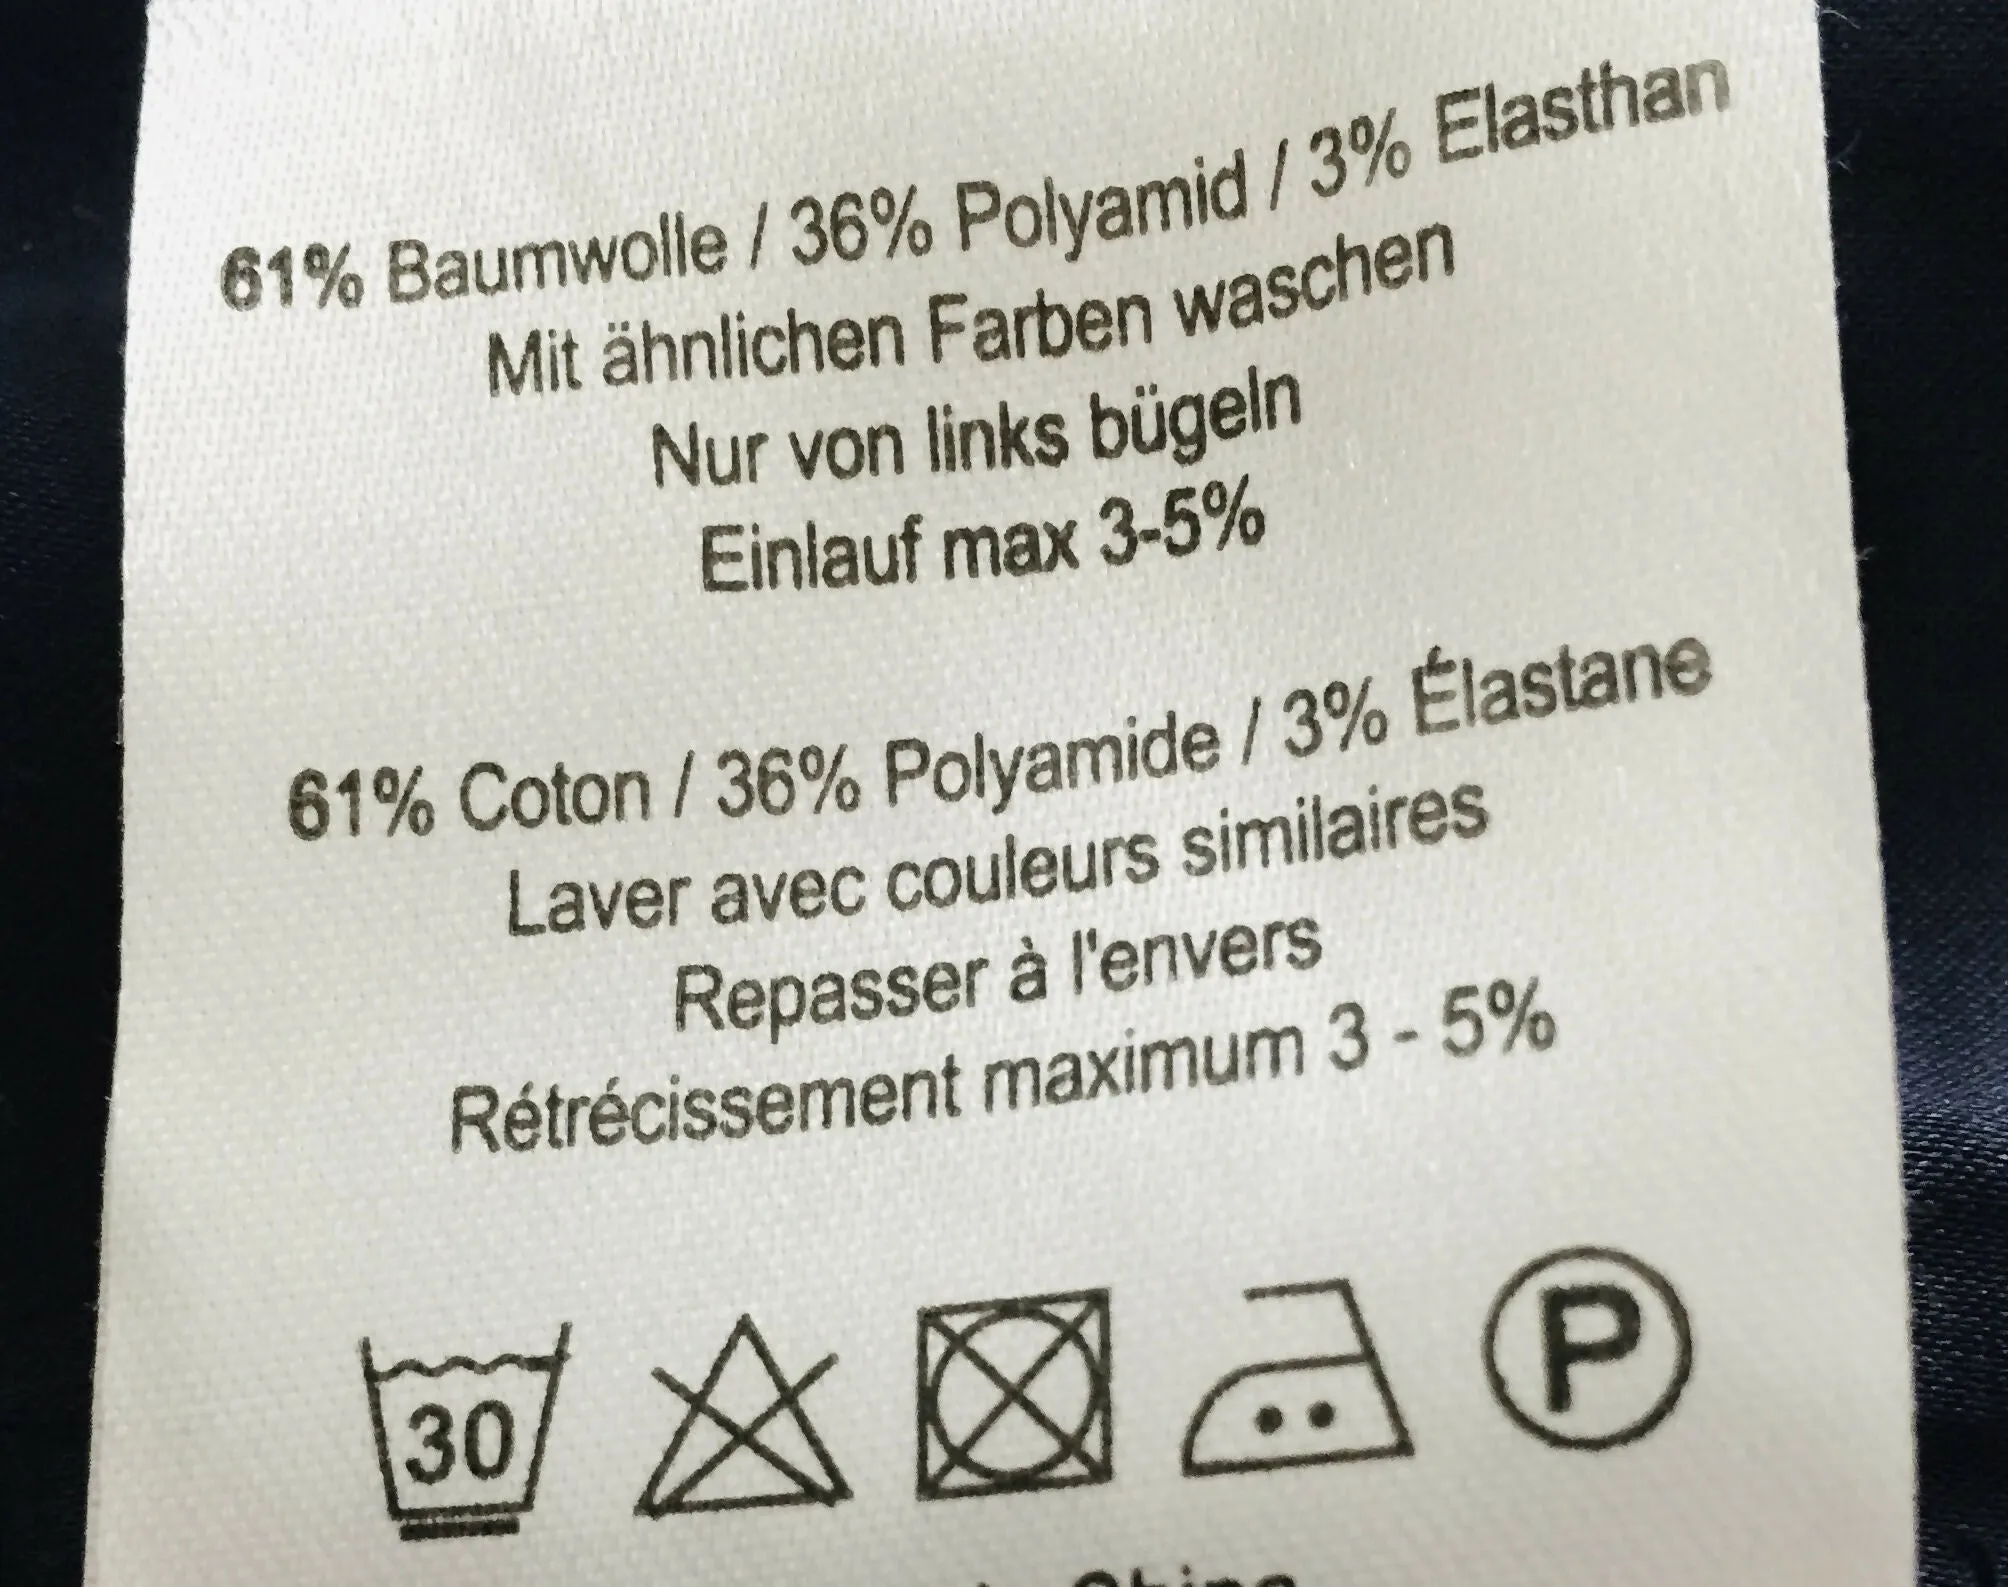 61% Baumwolle / 36% Polyamid / 3% Elasthan
Mit ähnlichen Farben waschen
Nur von links bügeln
Einlauf max 3-5%
61% Coton / 36% Polyamide / 3% Élastane
Laver avec couleurs similaires
Repasser à l'envers
Rétrécissement maximum 3 - 5%
30 P